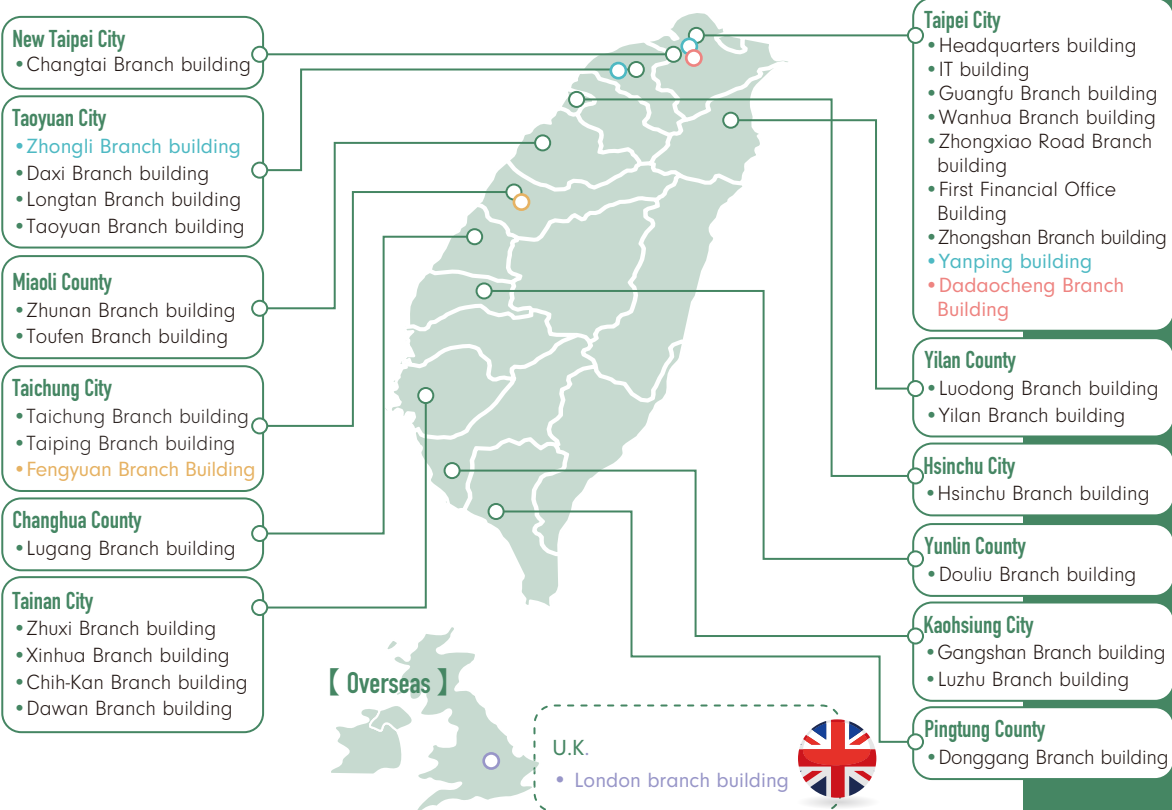 New Taipei City
• Changtai Branch building
Taoyuan City
• Zhongli Branch building
• Daxi Branch building
• Longtan Branch building
• Taoyuan Branch building
Miaoli County
• Zhunan Branch building
• Toufen Branch building
Taichung City
• Taichung Branch building
• Taiping Branch building
• Fengyuan Branch Building
Changhua County
• Lugang Branch building
Tainan City
• Zhuxi Branch building
• Xinhua Branch building
• Chih-Kan Branch building
• Dawan Branch building
Taipei City
• Headquarters building
• IT building
• Guangfu Branch building
• Wanhua Branch building
• Zhongxiao Road Branch
building
• First Financial Office
Building
• Zhongshan Branch building
• Yanping building
• Dadaocheng Branch
Building
Yilan County
• Luodong Branch building
• Yilan Branch building
Hsinchu City
• Hsinchu Branch building
Yunlin County
• Douliu Branch building
Kaohsiung City
• Gangshan Branch building
• Luzhu Branch building
Pingtung County
• Donggang Branch building
【 Overseas 】
U.K.
• London branch building